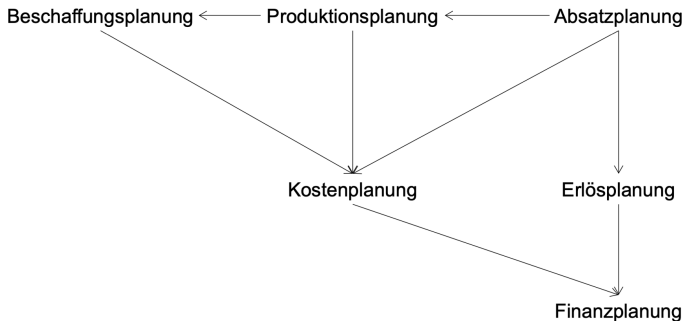 Beschaffungsplanung Produktionsplanung Absatzplanung
Kostenplanung Erlösplanung
Finanzplanung